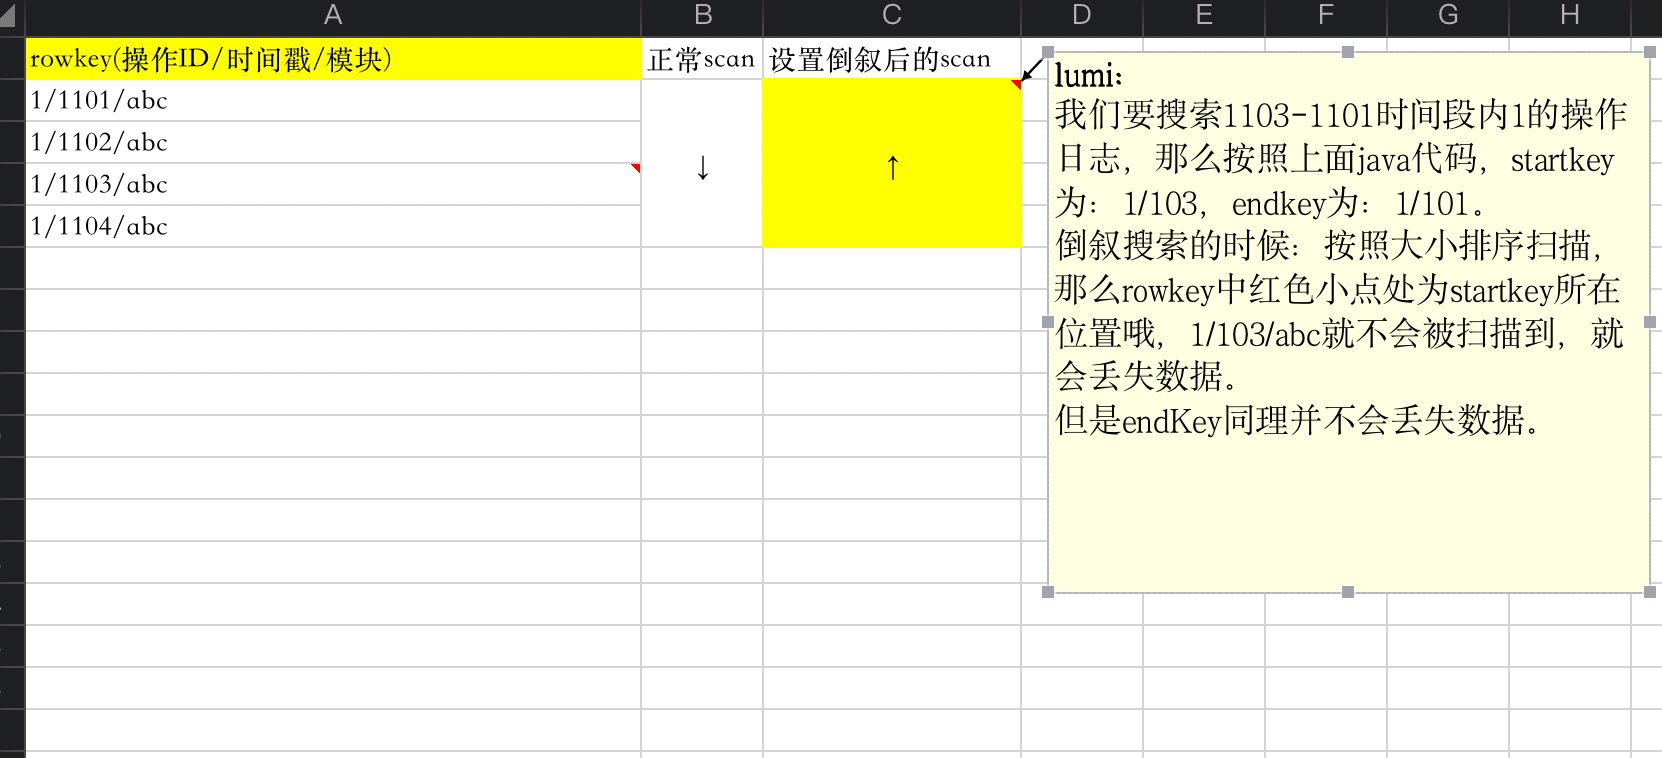 A B C D E F G H
rowkey(操作ID/时间戳/模块) 正常scan 设置倒叙后的scan
1/1101/abc
1/1102/abc
↓ ↑
1/1103/abc
1/1104/abc
lumi:
我们要搜索1103-1101时间段内1的操作
日志，那么按照上面java代码，startkey
为：1/103，endkey为：1/101。
倒叙搜索的时候：按照大小排序扫描，
那么rowkey中红色小点处为startkey所在
位置哦，1/103/abc就不会被扫描到，就
会丢失数据。
但是endKey同理并不会丢失数据。